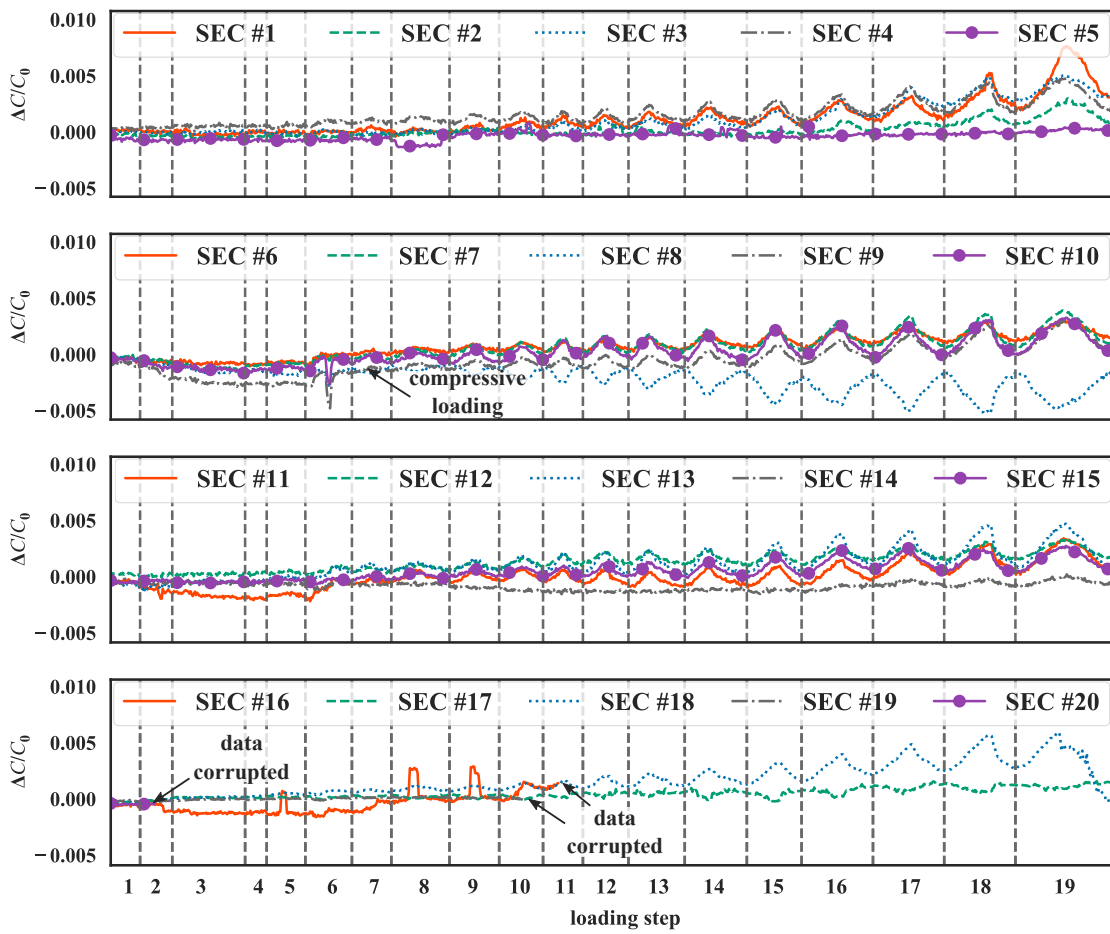 0.010
SEC #1 SEC #2 SEC #3 SEC #4 SEC #5
0.005
ΔC/C₀
0.000
−0.005
0.010
SEC #6 SEC #7 SEC #8 SEC #9 SEC #10
0.005
ΔC/C₀
0.000
compressive
loading
−0.005
0.010
SEC #11 SEC #12 SEC #13 SEC #14 SEC #15
0.005
ΔC/C₀
0.000
−0.005
0.010
SEC #16 SEC #17 SEC #18 SEC #19 SEC #20
data
corrupted
0.005
ΔC/C₀
0.000
data
corrupted
−0.005
1 2 3 4 5 6 7 8 9 10 11 12 13 14 15 16 17 18 19
loading step